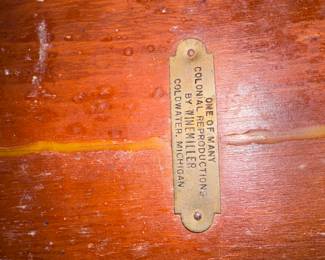 ONE OF MANY
COLONIAL REPRODUCTIONS
BY WINEMILLER
COLDWATER, MICHIGAN.